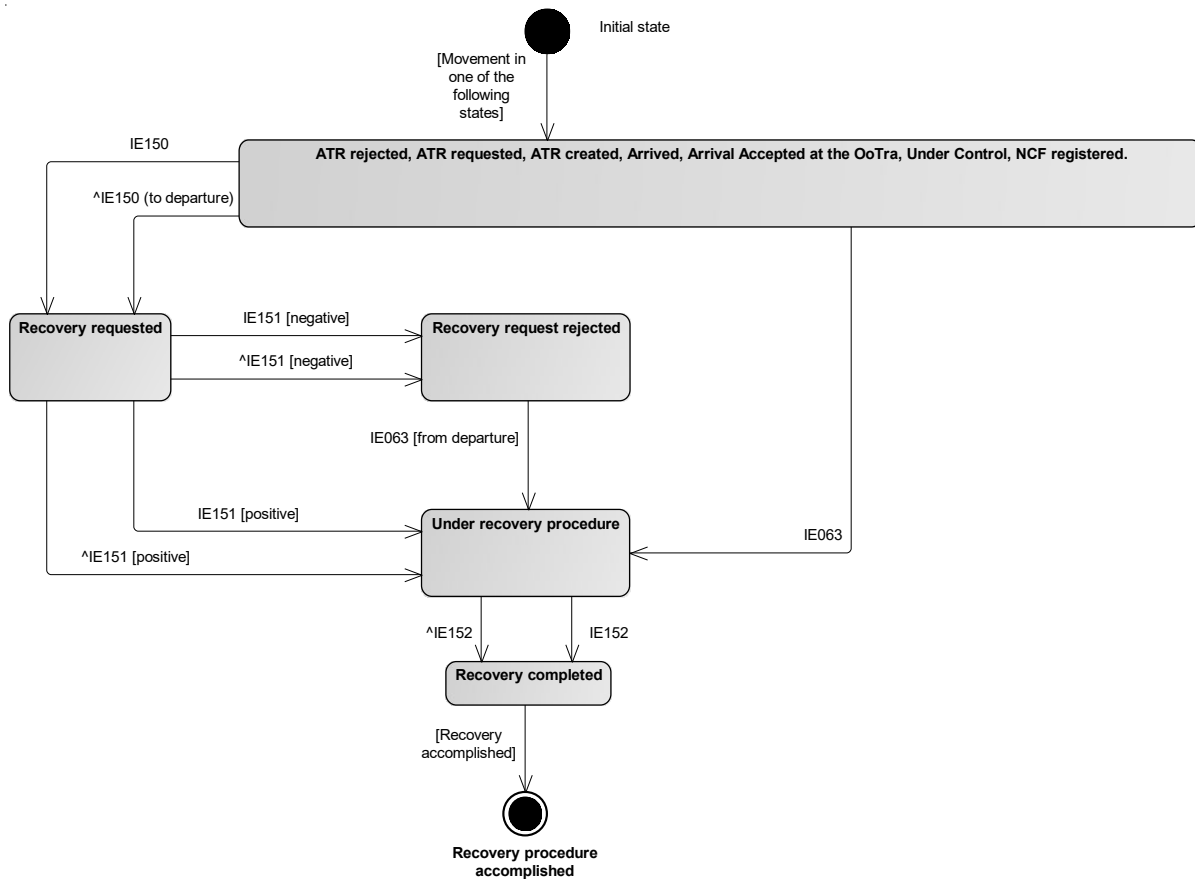 Initial state
[Movement in
one of the
following
states]
IE150
ATR rejected, ATR requested, ATR created, Arrived, Arrival Accepted at the OoTra, Under Control, NCF registered.
^IE150 (to departure)
Recovery requested
IE151 [negative]
Recovery request rejected
^IE151 [negative]
IE063 [from departure]
IE151 [positive]
Under recovery procedure
IE063
^IE151 [positive]
^IE152
IE152
Recovery completed
[Recovery
accomplished]
Recovery procedure
accomplished